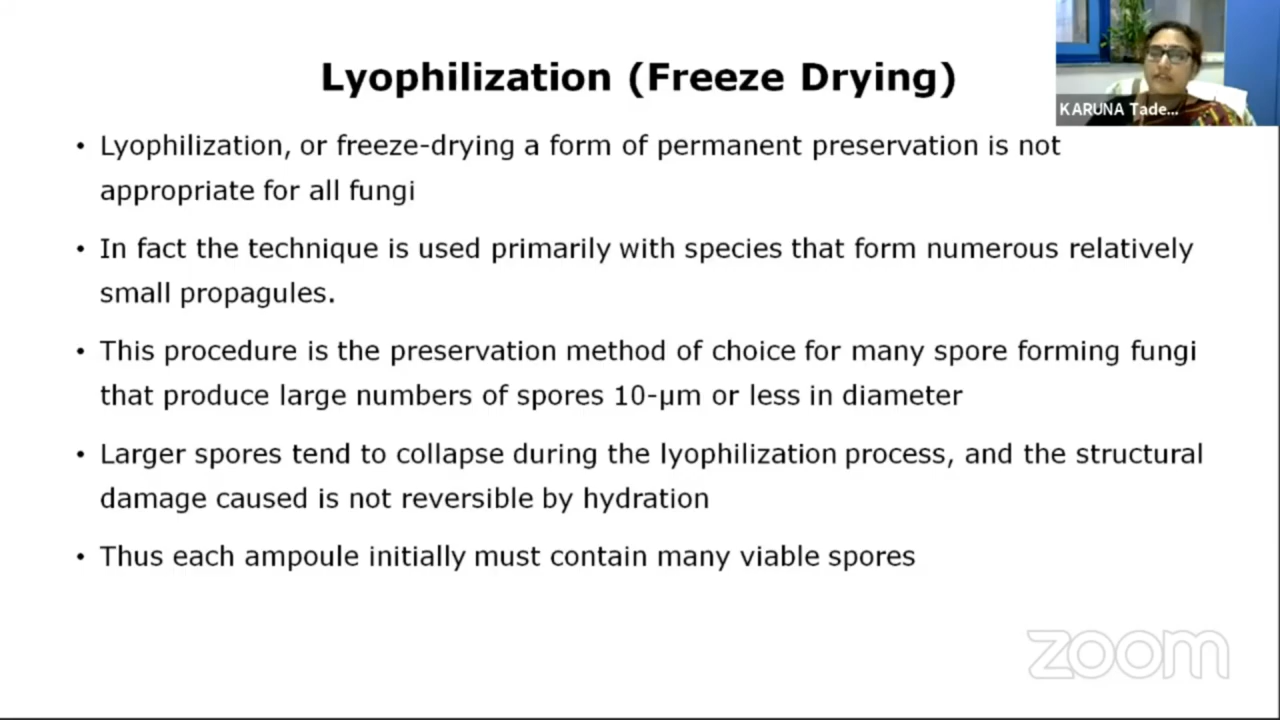 Lyophilization (Freeze Drying)
KARUNA Tade...
• Lyophilization, or freeze-drying a form of permanent preservation is not
appropriate for all fungi
• In fact the technique is used primarily with species that form numerous relatively
small propagules.
• This procedure is the preservation method of choice for many spore forming fungi
that produce large numbers of spores 10-µm or less in diameter
• Larger spores tend to collapse during the lyophilization process, and the structural
damage caused is not reversible by hydration
• Thus each ampoule initially must contain many viable spores
zoom